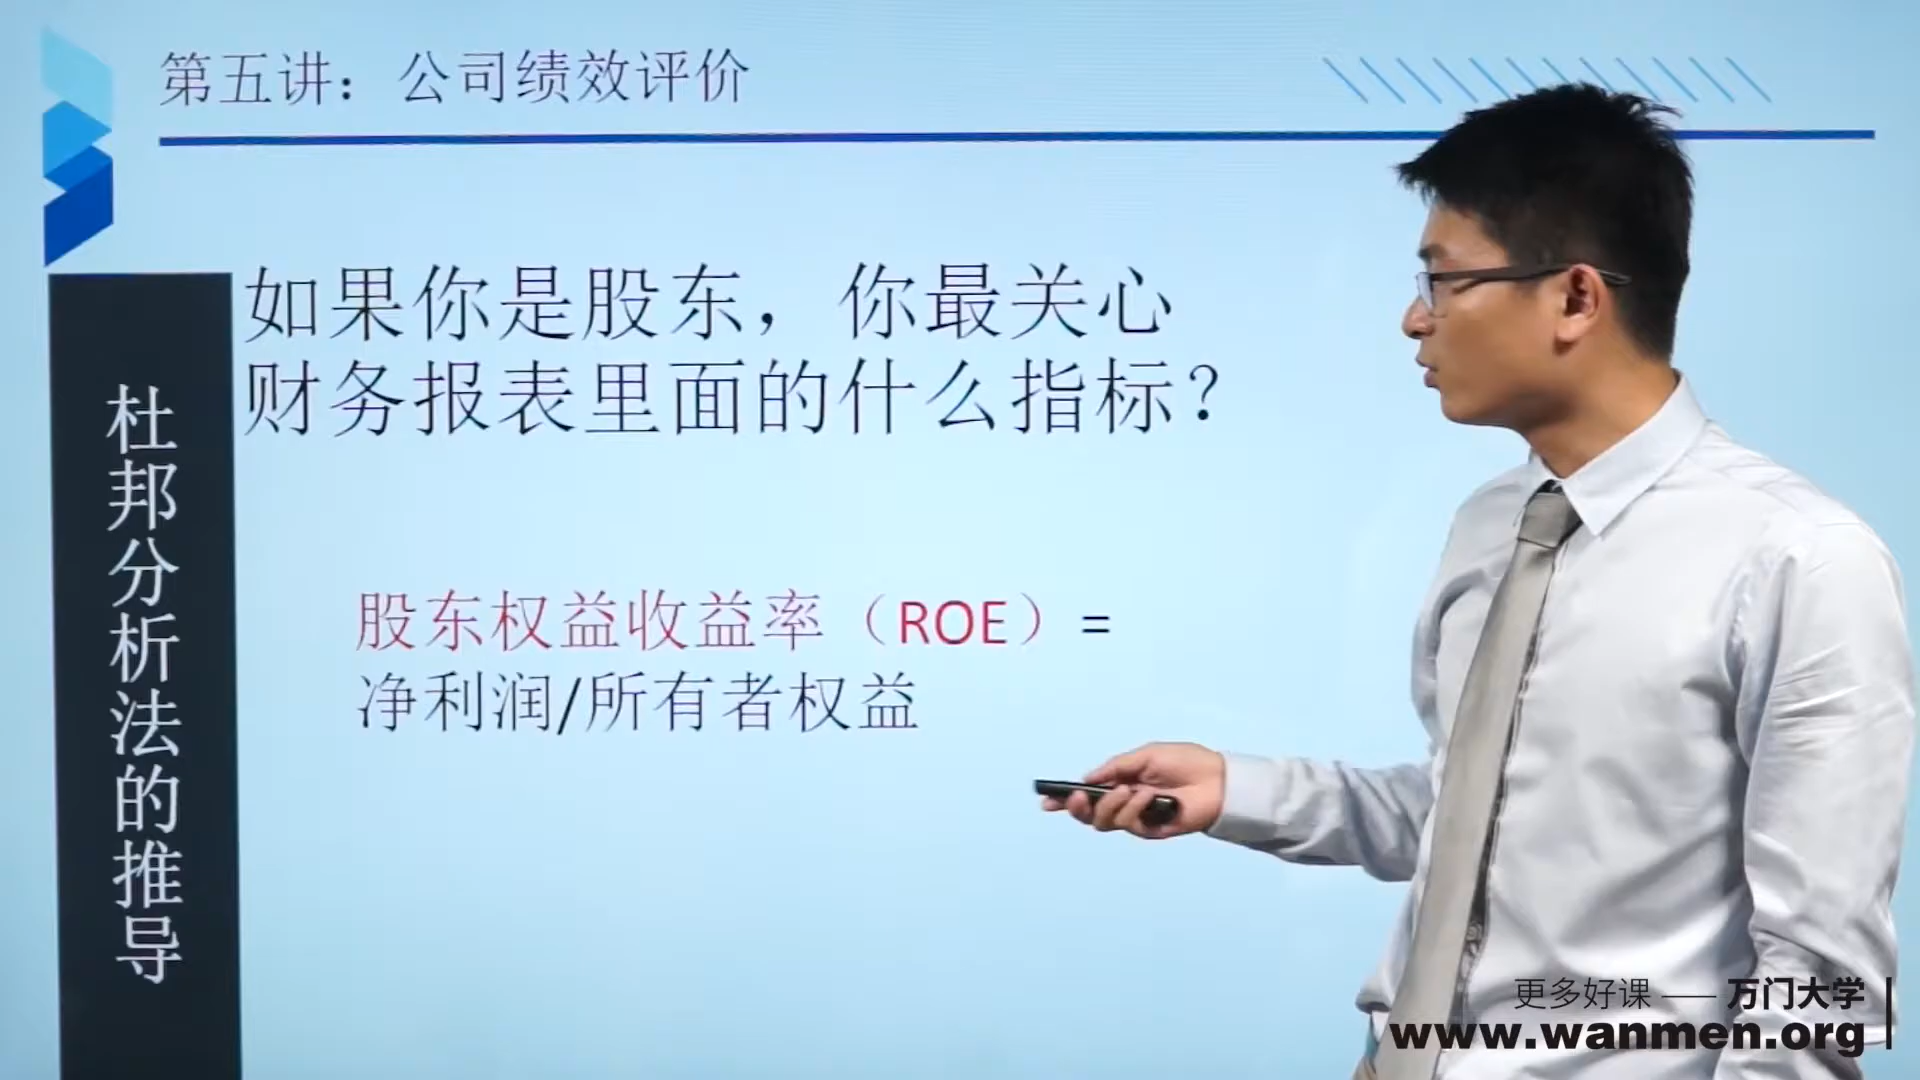 第五讲：公司绩效评价
如果你是股东，你最关心
财务报表里面的什么指标？
杜邦分析法的推导
股东权益收益率（ROE）=
净利润/所有者权益
更多好课 —— 万门大学
www.wanmen.org